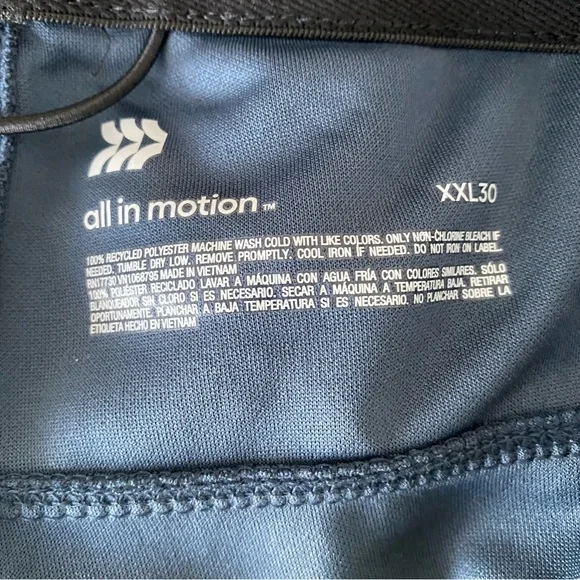 all in motion™
XXL30
100% RECYCLED POLYESTER MACHINE WASH COLD WITH LIKE COLORS. ONLY NON-CHLORINE BLEACH IF
NEEDED. TUMBLE DRY LOW. REMOVE PROMPTLY. COOL IRON IF NEEDED. DO NOT IRON ON LABEL.
RN17730 VN1068795 MADE IN VIETNAM
100% POLIÉSTER RECICLADO LAVAR A MÁQUINA CON AGUA FRÍA CON COLORES SIMILARES. SÓLO
BLANQUEADOR SIN CLORO SI ES NECESARIO. SECAR A MÁQUINA A TEMPERATURA BAJA. RETIRAR
OPORTUNAMENTE. PLANCHAR A BAJA TEMPERATURA SI ES NECESARIO. NO PLANCHAR SOBRE LA
ETIQUETA HECHO EN VIETNAM